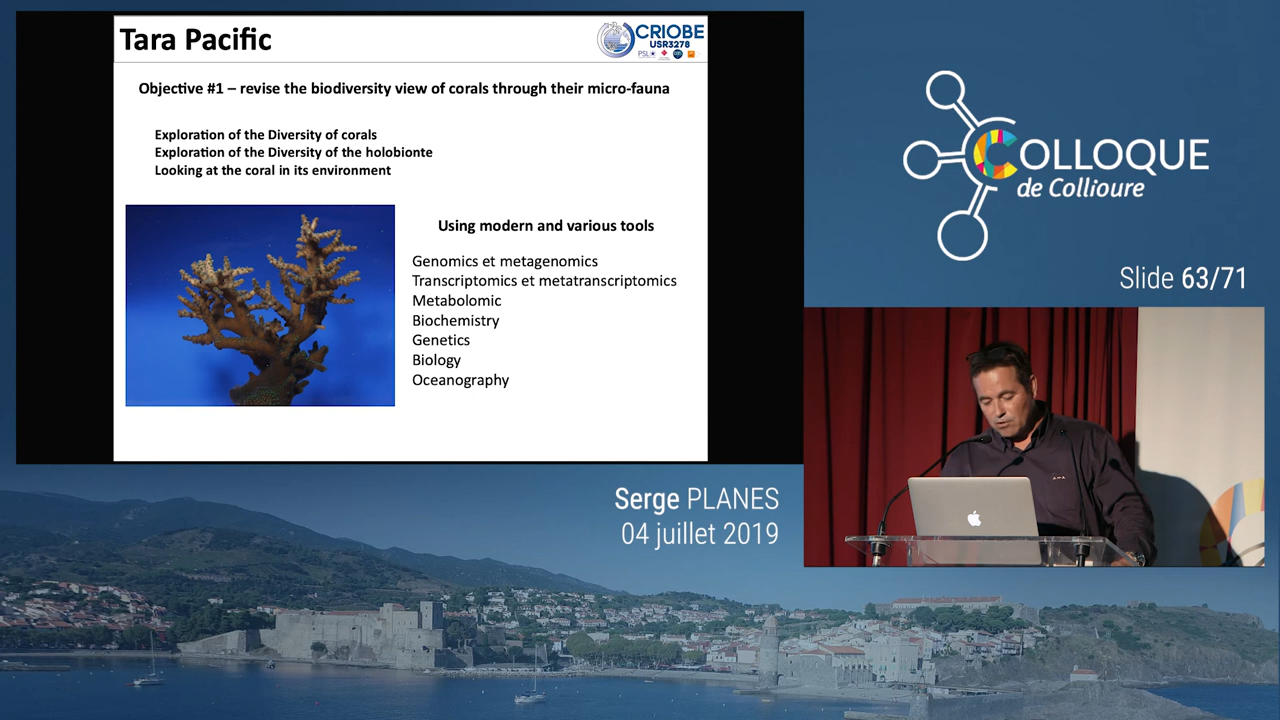 Tara Pacific
CRIOBE
USR3278
PSL
Objective #1 – revise the biodiversity view of corals through their micro-fauna
Exploration of the Diversity of corals
Exploration of the Diversity of the holobionte
Looking at the coral in its environment
Using modern and various tools
Genomics et metagenomics
Transcriptomics et metatranscriptomics
Metabolomic
Biochemistry
Genetics
Biology
Oceanography
COLLOQUE
de Collioure
Slide 63/71
Serge PLANES
04 juillet 2019